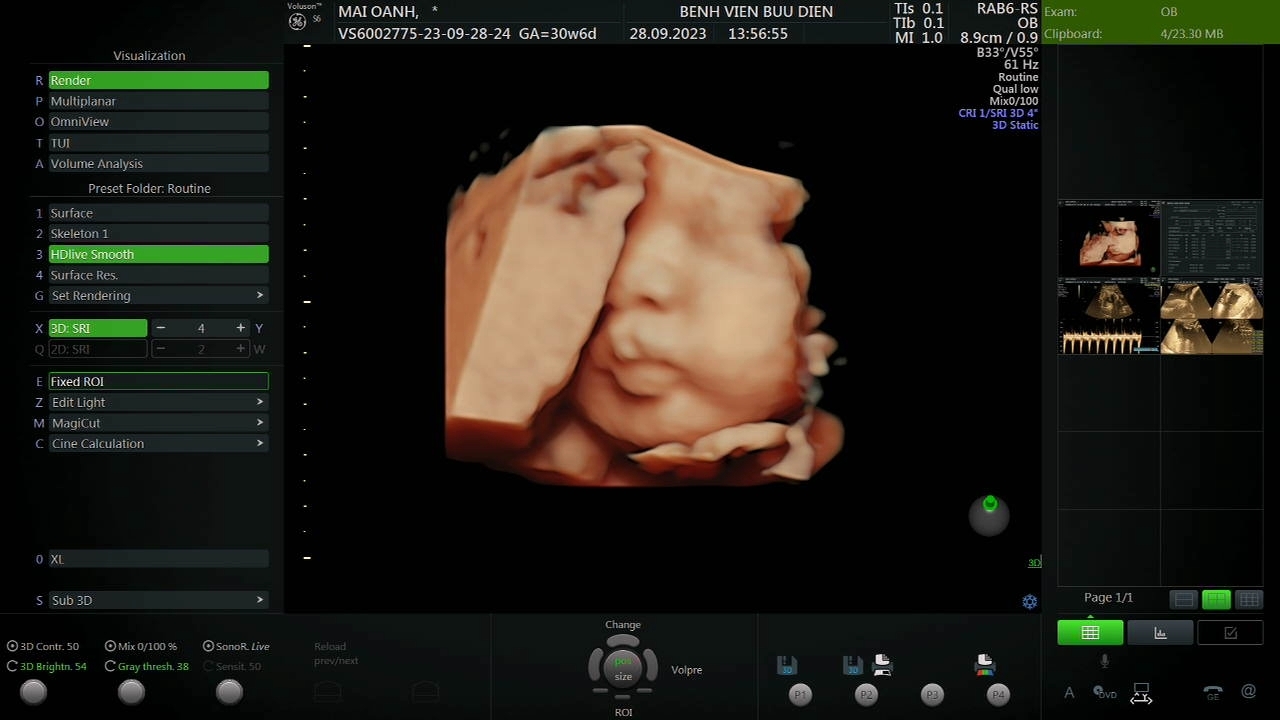 Voluson™
S6
MAI OANH, *
BENH VIEN BUU DIEN
VS6002775-23-09-28-24 GA=30w6d
28.09.2023
13:56:55
TIs 0.1
TIb 0.1
MI 1.0
RAB6-RS
OB
8.9cm / 0.9
B33°/V55°
61 Hz
Routine
Qual low
Mix0/100
CRI 1/SRI 3D 4"
3D Static
Exam: OB
Clipboard: 4/23.30 MB
Visualization
R Render
P Multiplanar
O OmniView
T TUI
A Volume Analysis
Preset Folder: Routine
1 Surface
2 Skeleton 1
3 HDlive Smooth
4 Surface Res.
G Set Rendering >
X 3D: SRI − 4 + Y
Q 2D: SRI − 2 + W
E Fixed ROI
Z Edit Light >
M MagiCut >
C Cine Calculation >
0 XL
S Sub 3D >
3D
Page 1/1
3D Contr. 50
Mix 0/100 %
SonoR. Live
3D Brightn. 54
Gray thresh. 38
Sensit. 50
Reload
prev/next
Change
pos
size
Volpre
ROI
3D
3D
P1
P2
P3
P4
A
DVD
AY
GE
@